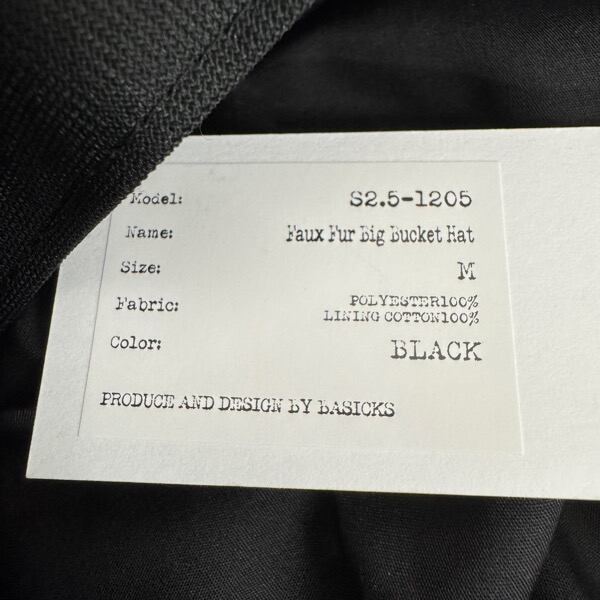 Model: S2.5-1205
Name: Faux Fur Big Bucket Hat
Size: M
Fabric: POLYESTER100%
LINING COTTON100%
Color: BLACK
PRODUCE AND DESIGN BY BASICKS